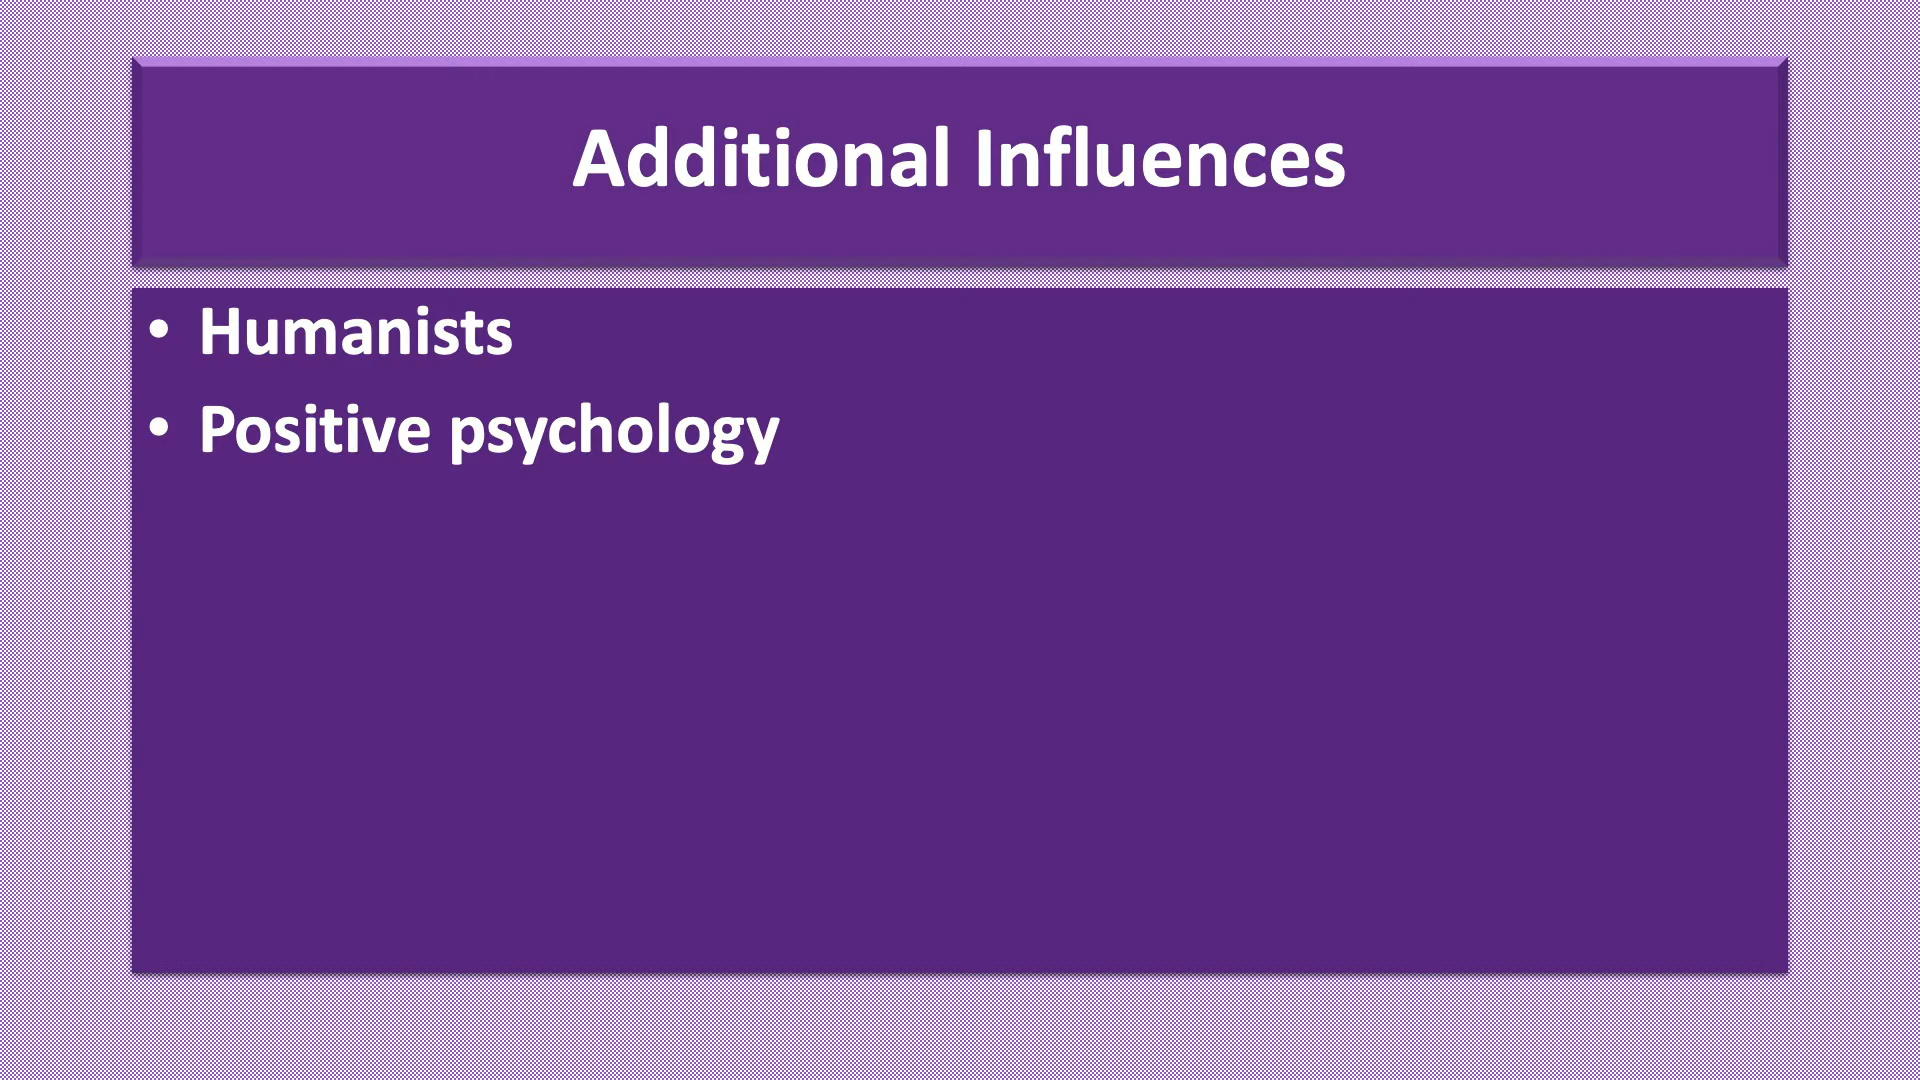 Additional Influences
• Humanists
• Positive psychology